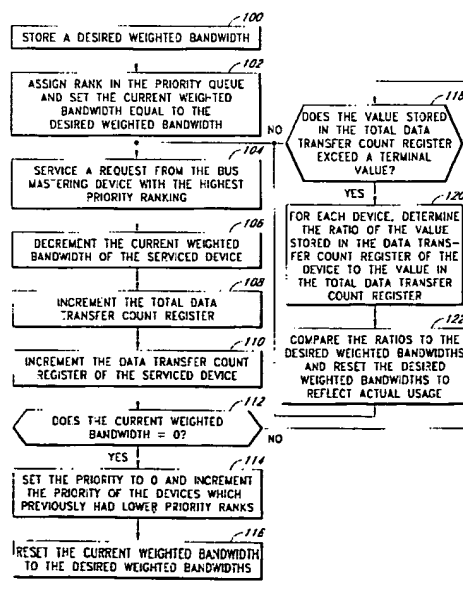 100
STORE A DESIRED WEIGHTED BANDWIDTH
102
ASSIGN RANK IN THE PRIORITY QUEUE
AND SET THE CURRENT WEIGHTED
BANDWIDTH EQUAL TO THE
DESIRED WEIGHTED BANDWIDTH
104
SERVICE A REQUEST FROM THE BUS
MASTERING DEVICE WITH THE HIGHEST
PRIORITY RANKING
106
DECREMENT THE CURRENT WEIGHTED
BANDWIDTH OF THE SERVICED DEVICE
108
INCREMENT THE TOTAL DATA
TRANSFER COUNT REGISTER
110
INCREMENT THE DATA TRANSFER COUNT
REGISTER OF THE SERVICED DEVICE
112
DOES THE CURRENT WEIGHTED
BANDWIDTH = 0?
NO
YES
114
SET THE PRIORITY TO 0 AND INCREMENT
THE PRIORITY OF THE DEVICES WHICH
PREVIOUSLY HAD LOWER PRIORITY RANKS
116
RESET THE CURRENT WEIGHTED BANDWIDTH
TO THE DESIRED WEIGHTED BANDWIDTHS
118
DOES THE VALUE STORED
IN THE TOTAL DATA
TRANSFER COUNT REGISTER
EXCEED A TERMINAL
VALUE?
NO
YES
120
FOR EACH DEVICE, DETERMINE
THE RATIO OF THE VALUE
STORED IN THE DATA TRANS-
FER COUNT REGISTER OF THE
DEVICE TO THE VALUE IN
THE TOTAL DATA TRANSFER
COUNT REGISTER
122
COMPARE THE RATIOS TO THE
DESIRED WEIGHTED BANDWIDTHS
AND RESET THE DESIRED
WEIGHTED BANDWIDTHS TO
REFLECT ACTUAL USAGE